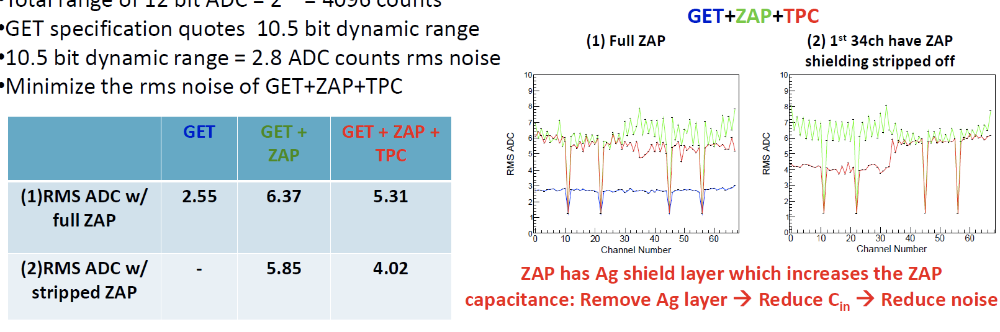 •Total range of 12 bit ADC = 2 = 4096 counts
•GET specification quotes 10.5 bit dynamic range
•10.5 bit dynamic range = 2.8 ADC counts rms noise
•Minimize the rms noise of GET+ZAP+TPC
GET
GET +
ZAP
GET + ZAP +
TPC
(1)RMS ADC w/
full ZAP
2.55
6.37
5.31
(2)RMS ADC w/
stripped ZAP
-
5.85
4.02
GET+ZAP+TPC
(1) Full ZAP
10
9
8
7
6
5
4
3
2
1
0
RMS ADC
0 10 20 30 40 50 60
Channel Number
(2) 1st 34ch have ZAP
shielding stripped off
10
9
8
7
6
5
4
3
2
1
0
RMS ADC
0 10 20 30 40 50 60
Channel Number
ZAP has Ag shield layer which increases the ZAP
capacitance: Remove Ag layer → Reduce Cin → Reduce noise